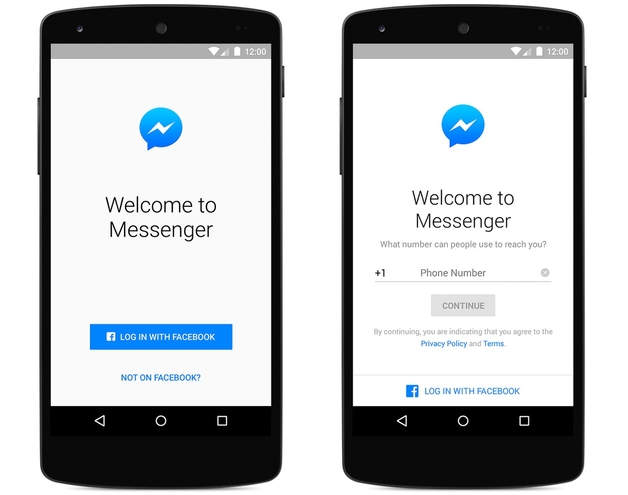 12:00
Welcome to
Messenger
LOG IN WITH FACEBOOK
NOT ON FACEBOOK?
12:00
Welcome to
Messenger
What number can people use to reach you?
+1 Phone Number
CONTINUE
By continuing, you are indicating that you agree to the
Privacy Policy and Terms.
LOG IN WITH FACEBOOK